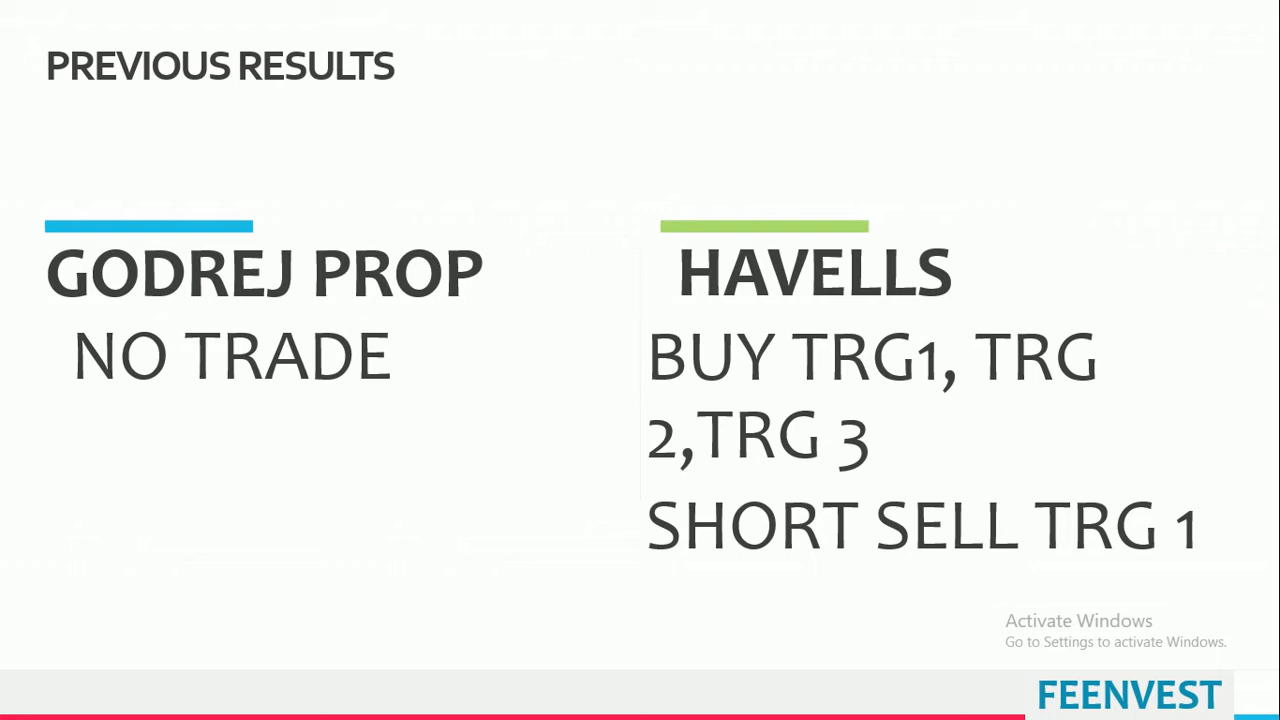 PREVIOUS RESULTS
GODREJ PROP
NO TRADE
HAVELLS
BUY TRG1, TRG
2,TRG 3
SHORT SELL TRG 1
Activate Windows
Go to Settings to activate Windows.
FEENVEST